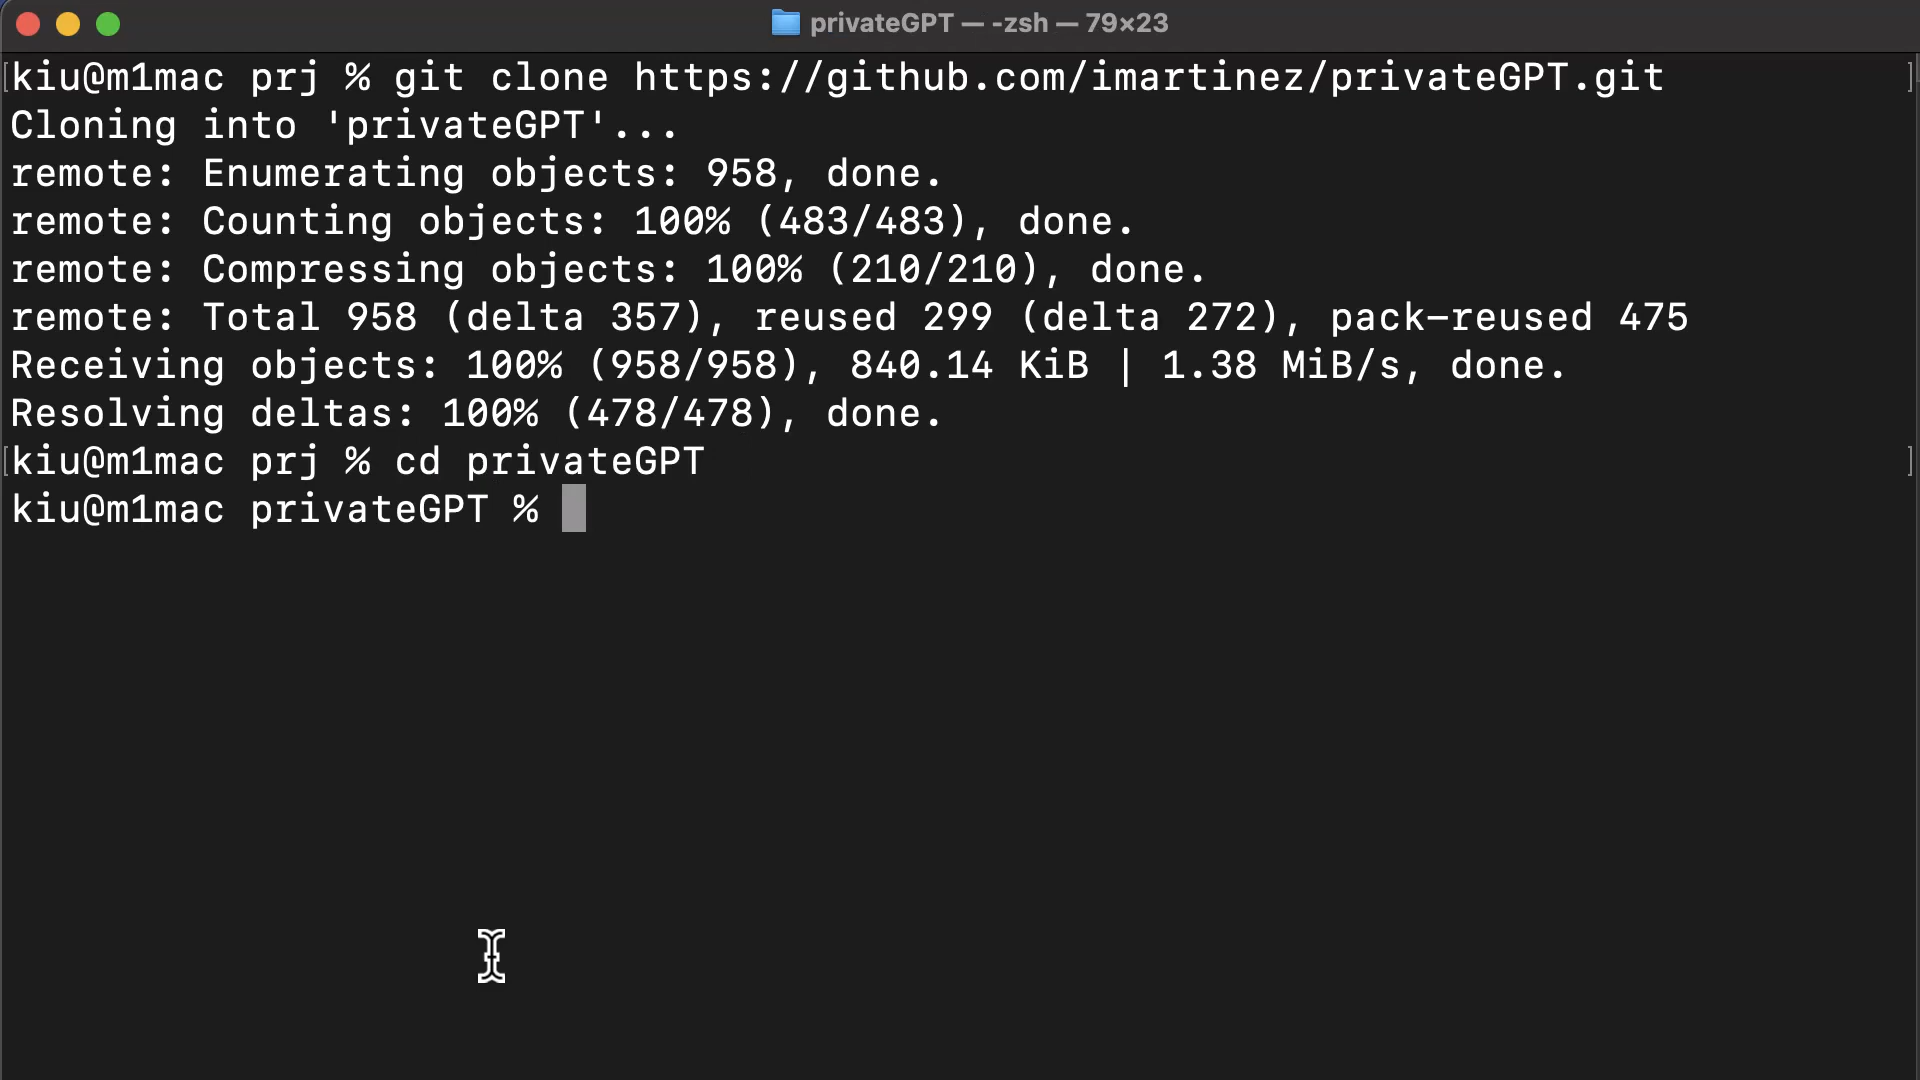 privateGPT — -zsh — 79×23
[kiu@m1mac prj % git clone https://github.com/imartinez/privateGPT.git ]
Cloning into 'privateGPT'...
remote: Enumerating objects: 958, done.
remote: Counting objects: 100% (483/483), done.
remote: Compressing objects: 100% (210/210), done.
remote: Total 958 (delta 357), reused 299 (delta 272), pack-reused 475
Receiving objects: 100% (958/958), 840.14 KiB | 1.38 MiB/s, done.
Resolving deltas: 100% (478/478), done.
[kiu@m1mac prj % cd privateGPT ]
kiu@m1mac privateGPT %